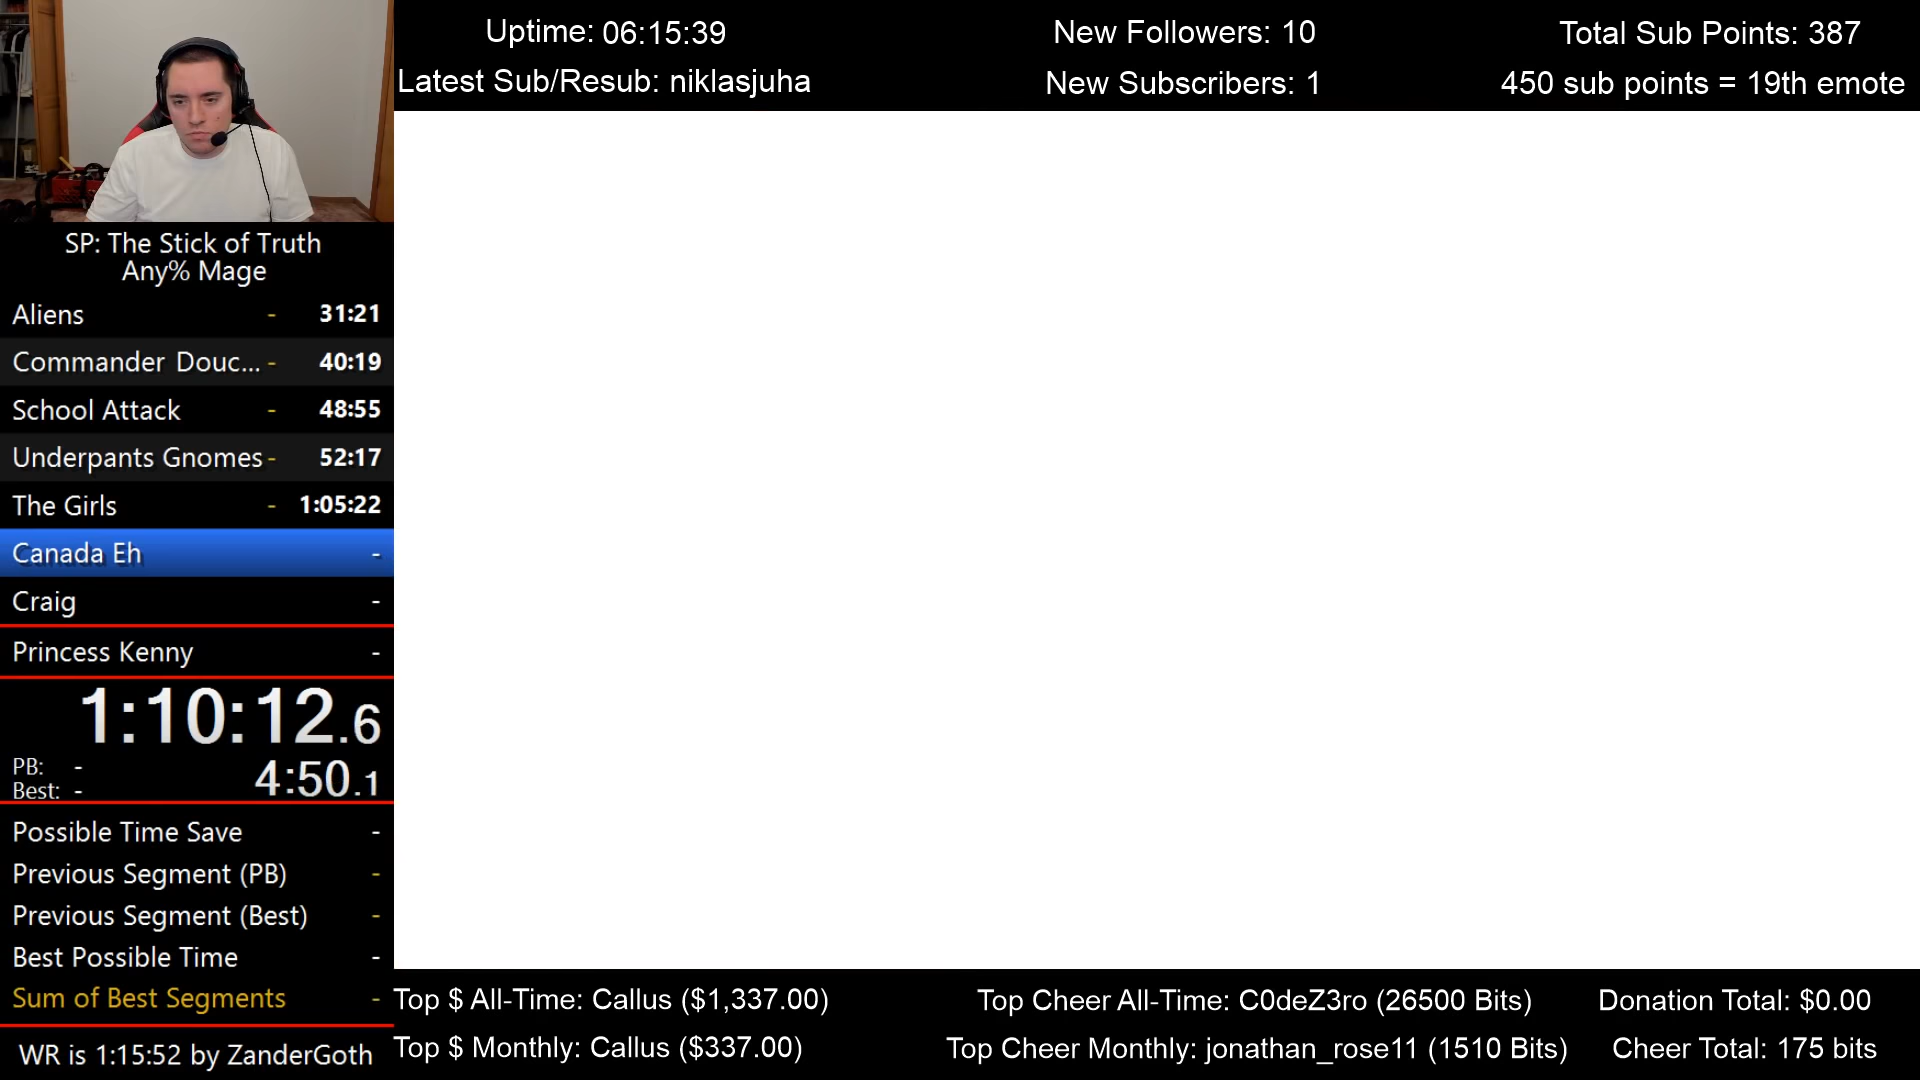 Uptime: 06:15:39
New Followers: 10
Total Sub Points: 387
Latest Sub/Resub: niklasjuha
New Subscribers: 1
450 sub points = 19th emote
SP: The Stick of Truth
Any% Mage
Aliens - 31:21
Commander Douc... - 40:19
School Attack - 48:55
Underpants Gnomes - 52:17
The Girls - 1:05:22
Canada Eh -
Craig -
Princess Kenny -
1:10:12.6
PB: -
Best: -
4:50.1
Possible Time Save -
Previous Segment (PB) -
Previous Segment (Best) -
Best Possible Time -
Sum of Best Segments -
WR is 1:15:52 by ZanderGoth
Top $ All-Time: Callus ($1,337.00)
Top Cheer All-Time: C0deZ3ro (26500 Bits)
Donation Total: $0.00
Top $ Monthly: Callus ($337.00)
Top Cheer Monthly: jonathan_rose11 (1510 Bits)
Cheer Total: 175 bits